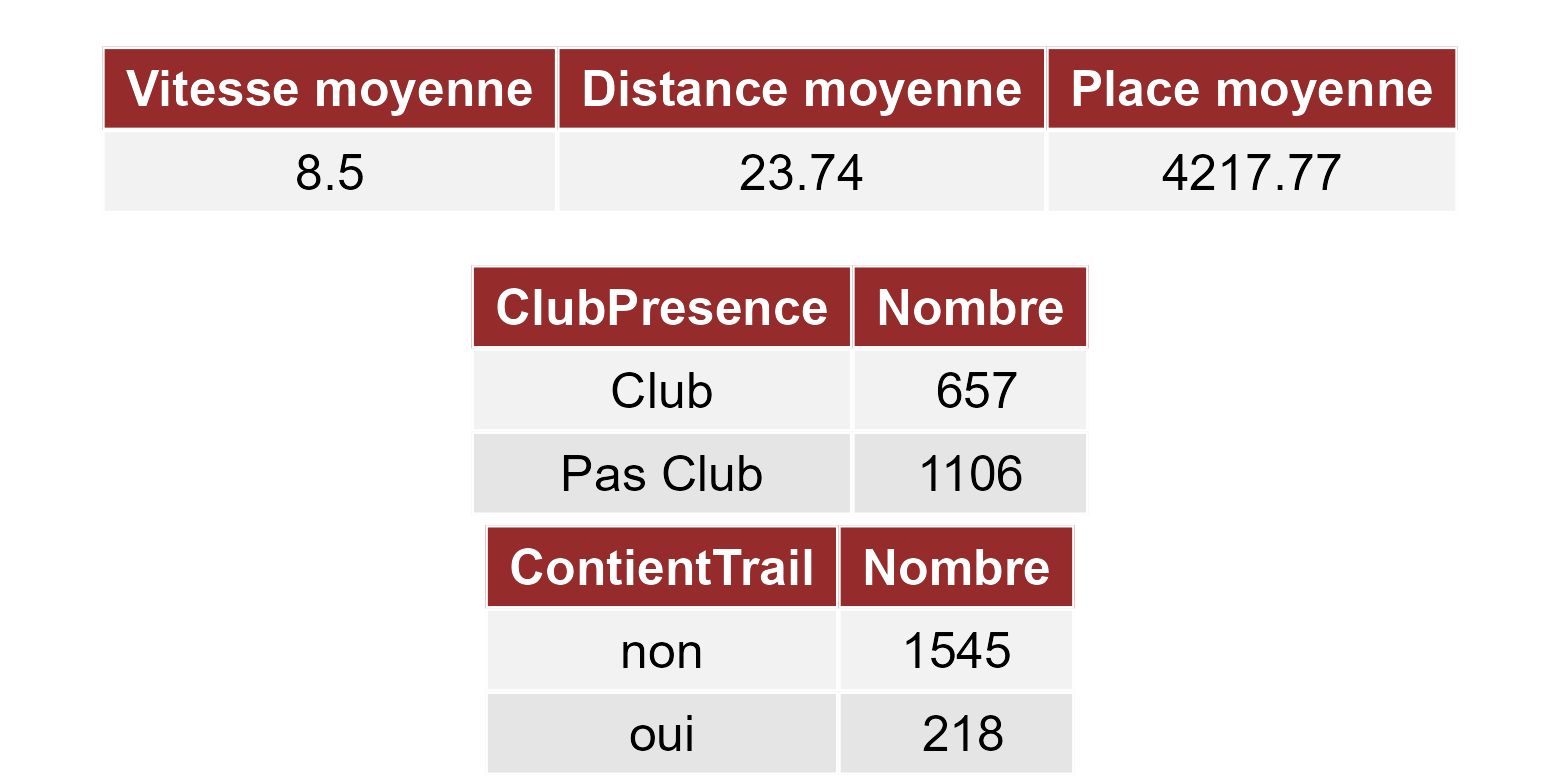 Vitesse moyenne Distance moyenne Place moyenne
8.5 23.74 4217.77
ClubPresence Nombre
Club 657
Pas Club 1106
ContientTrail Nombre
non 1545
oui 218